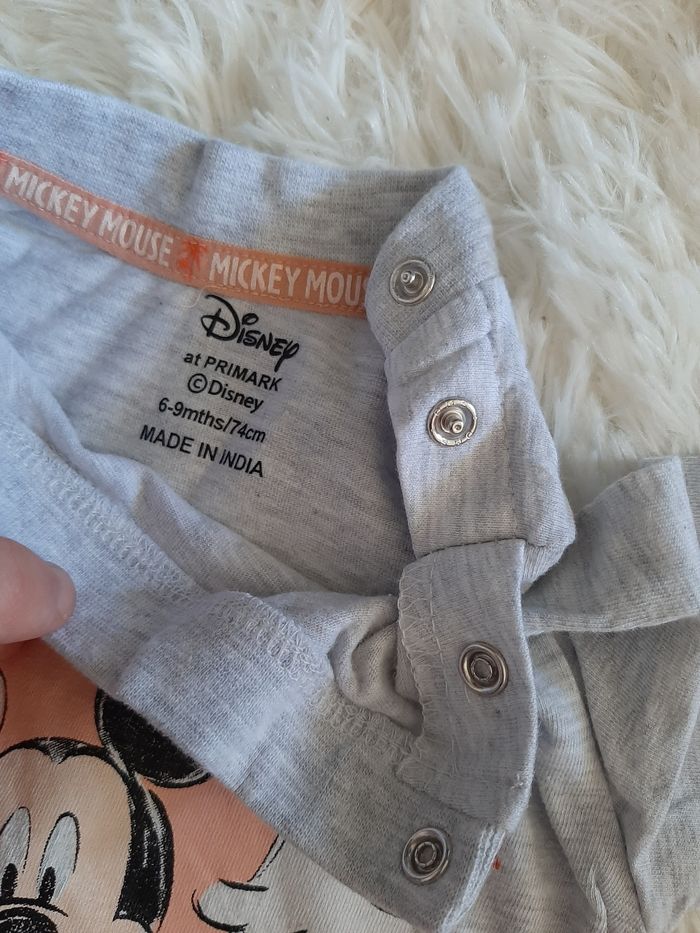 MICKEY MOUSE MICKEY MOUS
Disney
at PRIMARK
©Disney
6-9mths/74cm
MADE IN INDIA